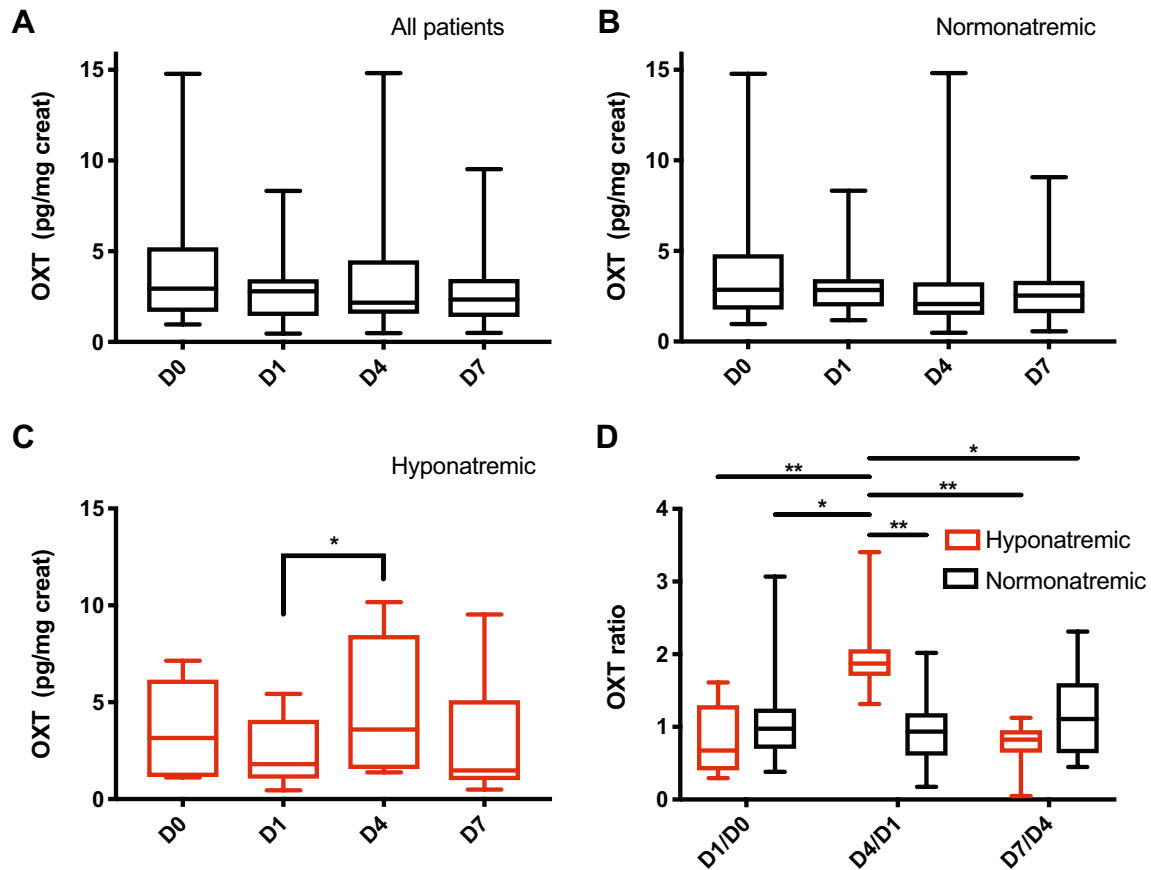 A
All patients
OXT (pg/mg creat)
15
10
5
0
D0
D1
D4
D7
B
Normonatremic
OXT (pg/mg creat)
15
10
5
0
D0
D1
D4
D7
C
Hyponatremic
OXT (pg/mg creat)
15
10
5
0
*
D0
D1
D4
D7
D
OXT ratio
4
3
2
1
0
*
**
**
*
**
Hyponatremic
Normonatremic
D1/D0
D4/D1
D7/D4